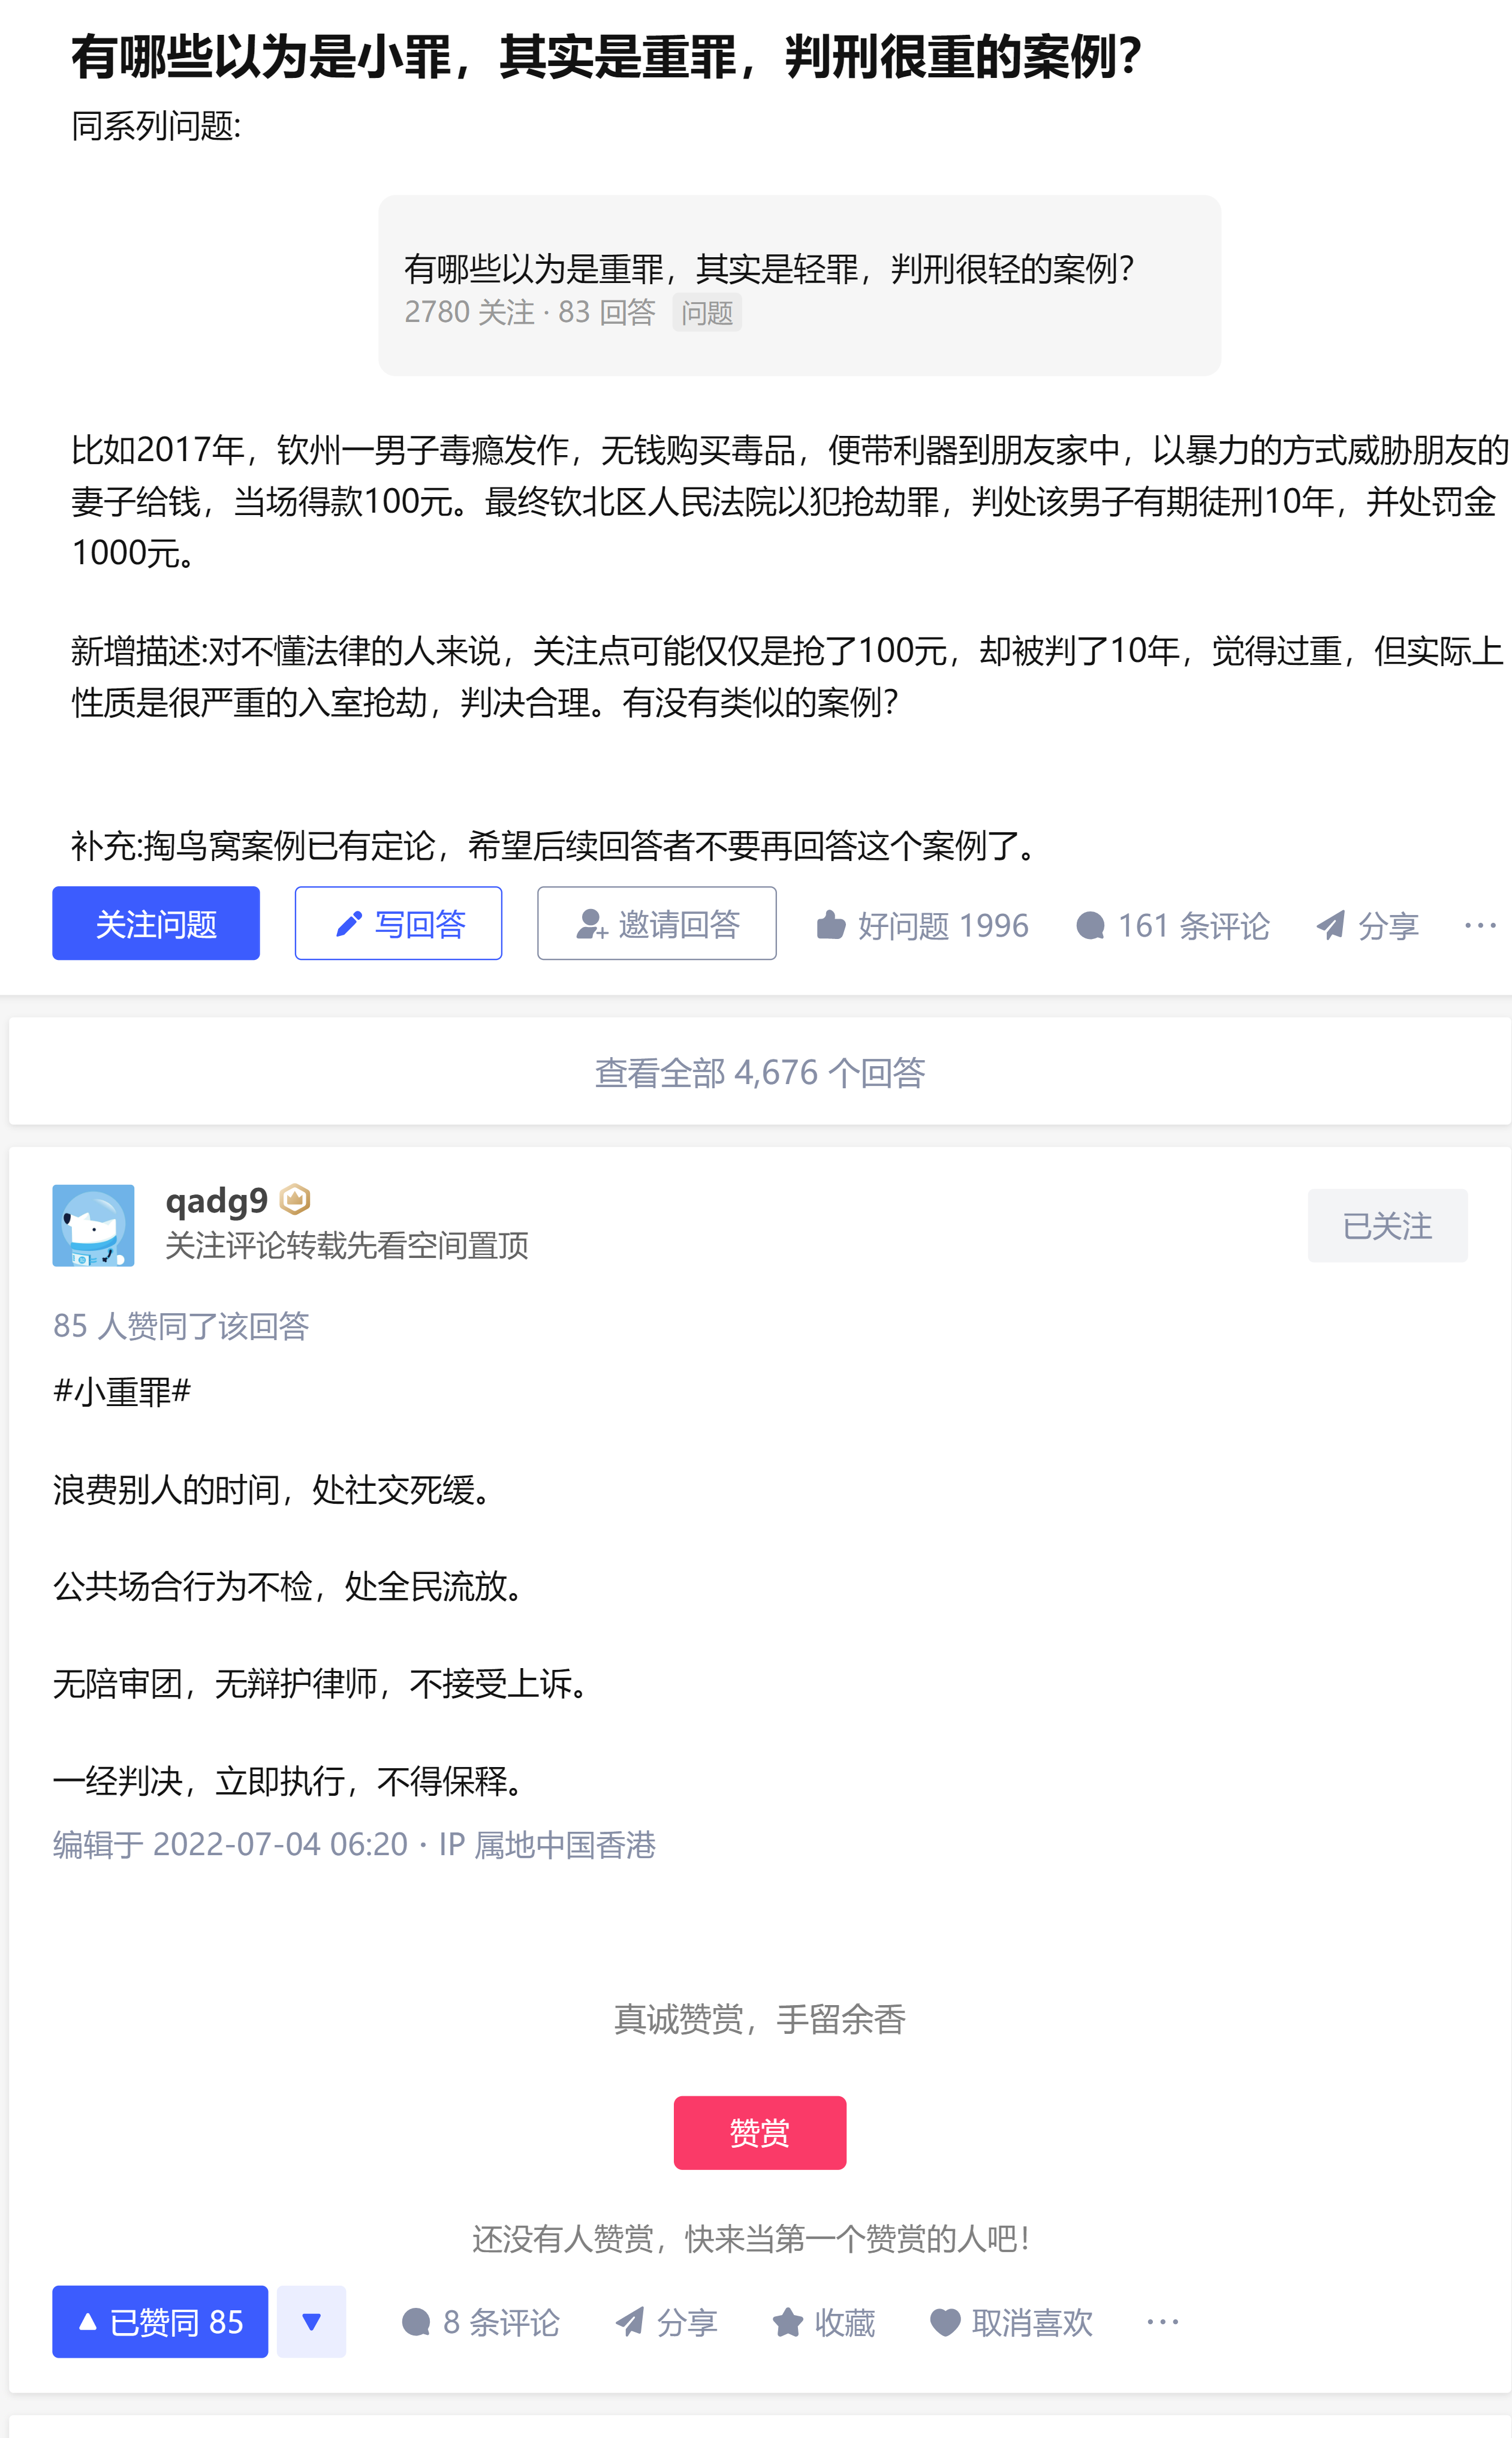 有哪些以为是小罪，其实是重罪，判刑很重的案例？
同系列问题:
有哪些以为是重罪，其实是轻罪，判刑很轻的案例？
2780 关注 · 83 回答 问题
比如2017年，钦州一男子毒瘾发作，无钱购买毒品，便带利器到朋友家中，以暴力的方式威胁朋友的
妻子给钱，当场得款100元。最终钦北区人民法院以犯抢劫罪，判处该男子有期徒刑10年，并处罚金
1000元。
新增描述:对不懂法律的人来说，关注点可能仅仅是抢了100元，却被判了10年，觉得过重，但实际上
性质是很严重的入室抢劫，判决合理。有没有类似的案例？
补充:掏鸟窝案例已有定论，希望后续回答者不要再回答这个案例了。
关注问题 写回答 邀请回答 好问题 1996 161 条评论 分享 ···
查看全部 4,676 个回答
qadg9
关注评论转载先看空间置顶
已关注
85 人赞同了该回答
#小重罪#
浪费别人的时间，处社交死缓。
公共场合行为不检，处全民流放。
无陪审团，无辩护律师，不接受上诉。
一经判决，立即执行，不得保释。
编辑于 2022-07-04 06:20 · IP 属地中国香港
真诚赞赏，手留余香
赞赏
还没有人赞赏，快来当第一个赞赏的人吧！
已赞同 85 8 条评论 分享 收藏 取消喜欢 ···